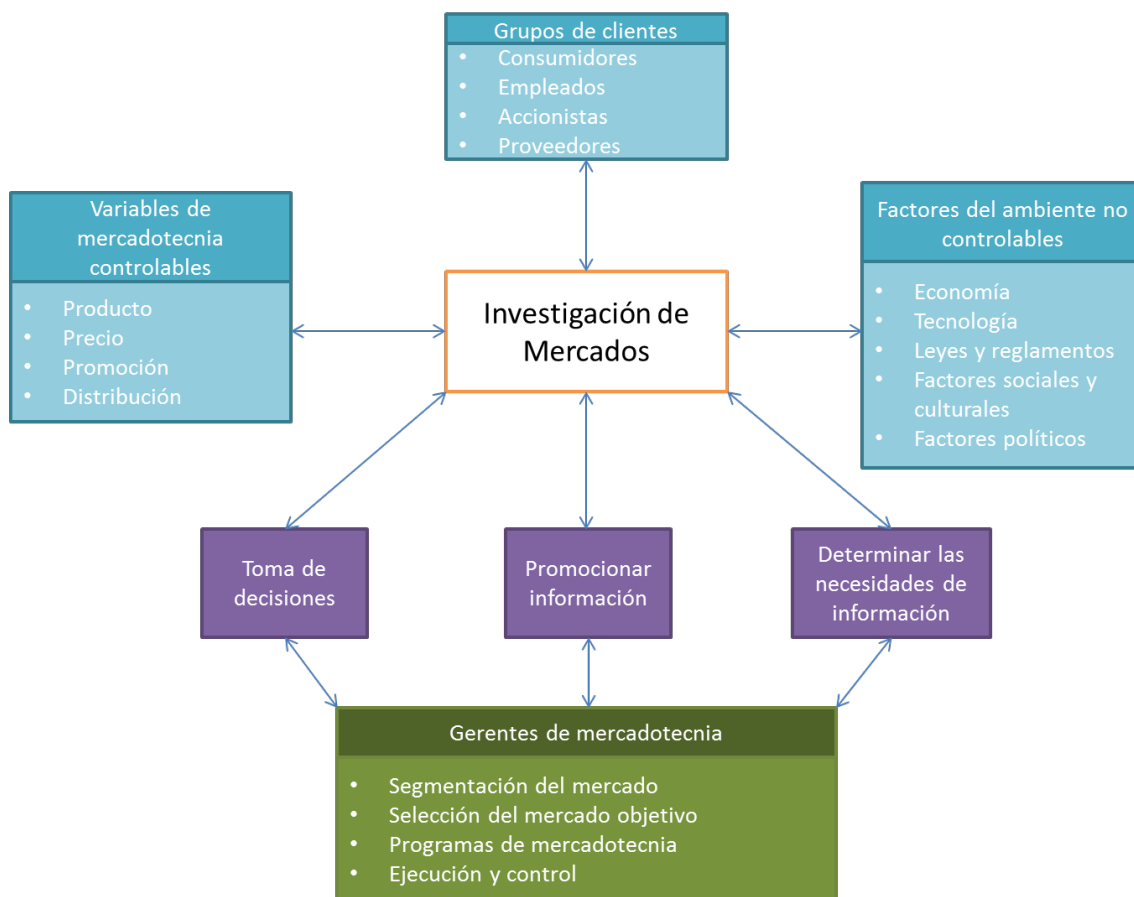 Grupos de clientes
• Consumidores
• Empleados
• Accionistas
• Proveedores
Variables de
mercadotecnia
controlables
• Producto
• Precio
• Promoción
• Distribución
Factores del ambiente no
controlables
• Economía
• Tecnología
• Leyes y reglamentos
• Factores sociales y
culturales
• Factores políticos
Investigación de
Mercados
Toma de
decisiones
Promocionar
información
Determinar las
necesidades de
información
Gerentes de mercadotecnia
• Segmentación del mercado
• Selección del mercado objetivo
• Programas de mercadotecnia
• Ejecución y control